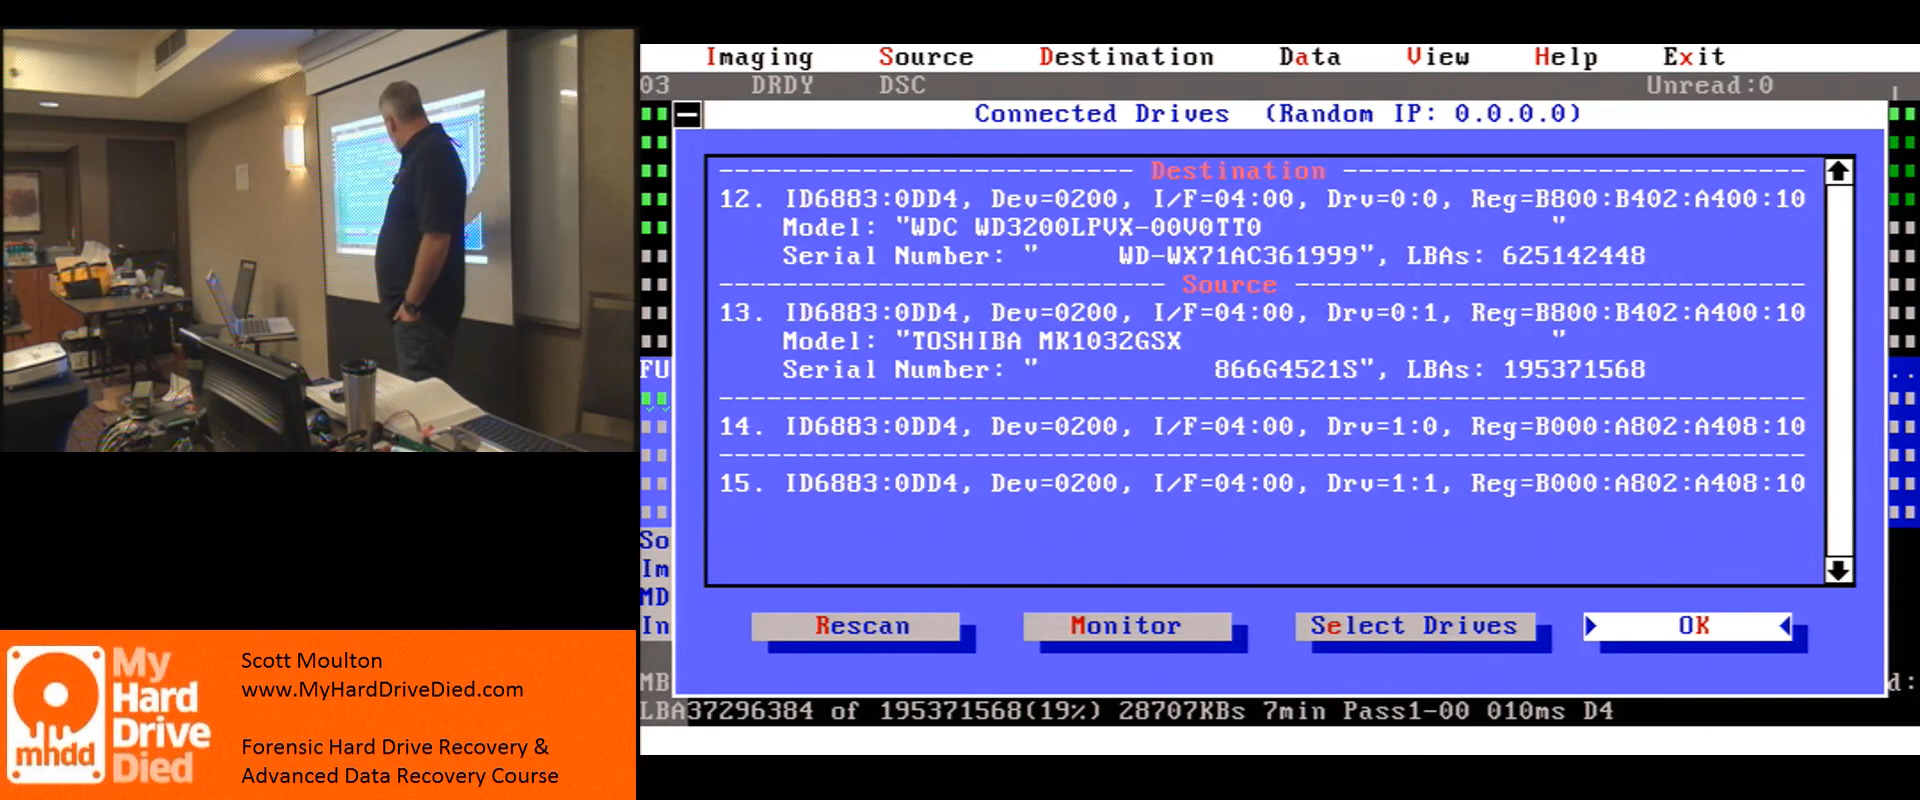 Imaging Source Destination Data View Help Exit
03 DRDY DSC Unread:0
Connected Drives (Random IP: 0.0.0.0)
Destination
12. ID6883:0DD4, Dev=0200, I/F=04:00, Drv=0:0, Reg=B800:B402:A400:10
Model: "WDC WD3200LPVX-00V0TT0 "
Serial Number: " WD-WX71AC361999", LBAs: 625142448
Source
13. ID6883:0DD4, Dev=0200, I/F=04:00, Drv=0:1, Reg=B800:B402:A400:10
Model: "TOSHIBA MK1032GSX "
Serial Number: " 866G4521S", LBAs: 195371568
FU
14. ID6883:0DD4, Dev=0200, I/F=04:00, Drv=1:0, Reg=B000:A802:A408:10
15. ID6883:0DD4, Dev=0200, I/F=04:00, Drv=1:1, Reg=B000:A802:A408:10
So
Im
MD
In
Rescan Monitor Select Drives OK
MB d:
LBA37296384 of 195371568(19%) 28707KBs 7min Pass1-00 010ms D4
My
Hard
Drive
Died
mhdd
Scott Moulton
www.MyHardDriveDied.com
Forensic Hard Drive Recovery &
Advanced Data Recovery Course